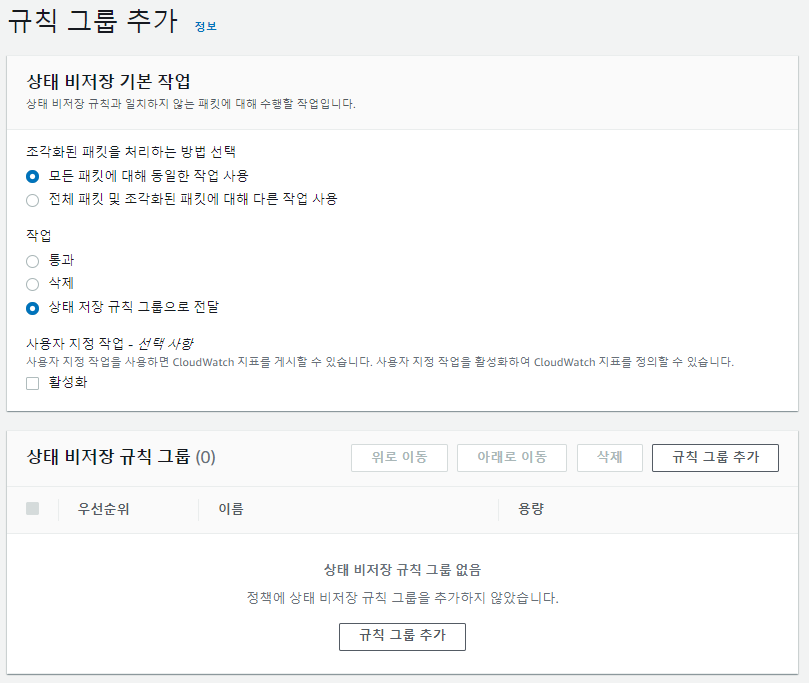 규칙 그룹 추가 정보
상태 비저장 기본 작업
상태 비저장 규칙과 일치하지 않는 패킷에 대해 수행할 작업입니다.
조각화된 패킷을 처리하는 방법 선택
모든 패킷에 대해 동일한 작업 사용
전체 패킷 및 조각화된 패킷에 대해 다른 작업 사용
작업
통과
삭제
상태 저장 규칙 그룹으로 전달
사용자 지정 작업 - 선택 사항
사용자 지정 작업을 사용하면 CloudWatch 지표를 게시할 수 있습니다. 사용자 지정 작업을 활성화하여 CloudWatch 지표를 정의할 수 있습니다.
활성화
상태 비저장 규칙 그룹 (0) 위로 이동 아래로 이동 삭제 규칙 그룹 추가
우선순위 이름 용량
상태 비저장 규칙 그룹 없음
정책에 상태 비저장 규칙 그룹을 추가하지 않았습니다.
규칙 그룹 추가